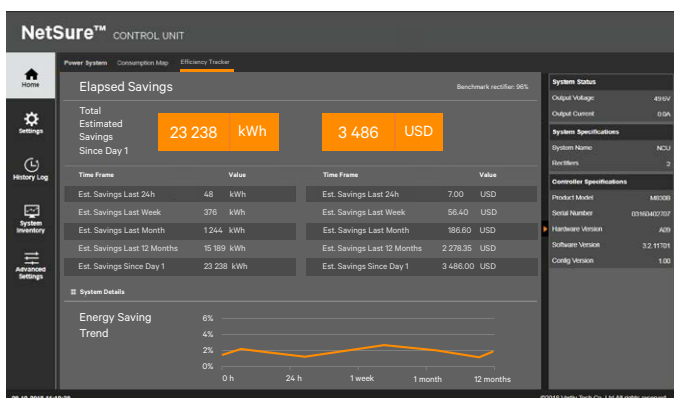 NetSure™ CONTROL UNIT
Power System Consumption Map Efficiency Tracker
Home
Settings
History Log
System
Inventory
Advanced
Settings
Elapsed Savings
Benchmark rectifier: 96%
Total
Estimated
Savings
Since Day 1
23 238 kWh
3 486 USD
Time Frame Value Time Frame Value
Est. Savings Last 24h 48 kWh Est. Savings Last 24h 7.00 USD
Est. Savings Last Week 376 kWh Est. Savings Last Week 56.40 USD
Est. Savings Last Month 1 244 kWh Est. Savings Last Month 186.60 USD
Est. Savings Last 12 Months 15 189 kWh Est. Savings Last 12 Months 2 278.35 USD
Est. Savings Since Day 1 23 238 kWh Est. Savings Since Day 1 3 486.00 USD
System Details
Energy Saving
Trend
6%
4%
2%
0%
0 h 24 h 1 week 1 month 12 months
System Status
Output Voltage 49.6V
Output Current 0.0A
System Specifications
System Name NCU
Rectifiers 2
Controller Specifications
Product Model M830B
Serial Number 03160402707
Hardware Version A09
Software Version
Config Version 1.00